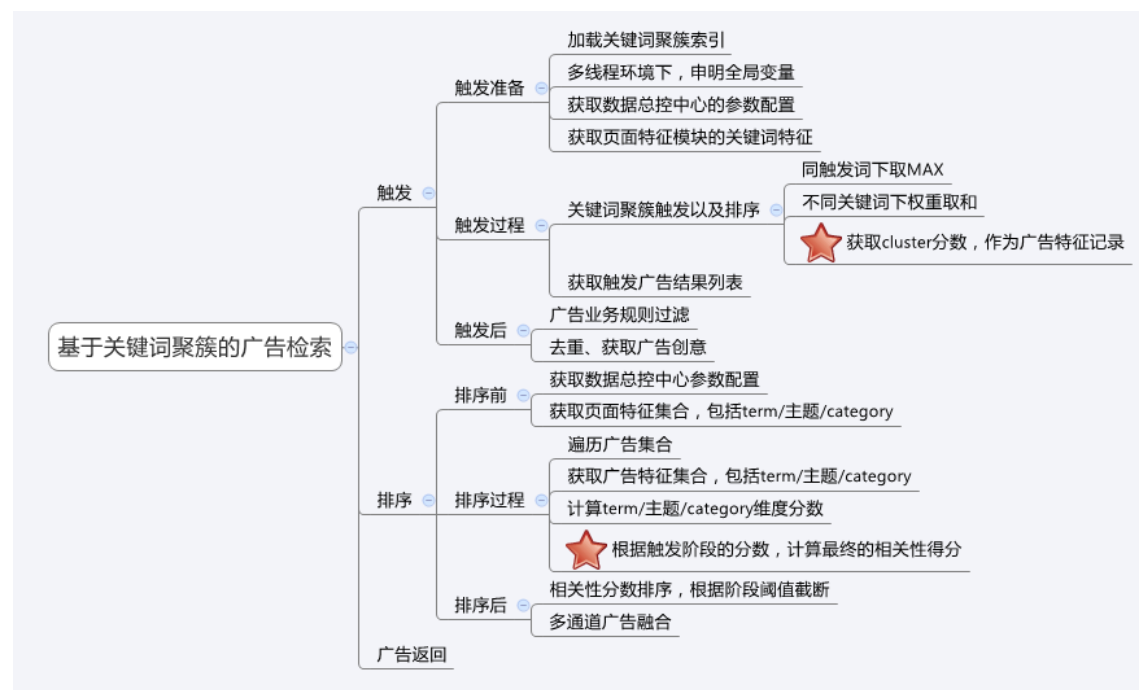 加载关键词聚簇索引
多线程环境下，申明全局变量
触发准备
获取数据总控中心的参数配置
获取页面特征模块的关键词特征
同触发词下取MAX
触发
不同关键词下权重取和
关键词聚簇触发以及排序
触发过程
获取cluster分数，作为广告特征记录
获取触发广告结果列表
广告业务规则过滤
触发后
去重、获取广告创意
基于关键词聚簇的广告检索
获取数据总控中心参数配置
排序前
获取页面特征集合，包括term/主题/category
遍历广告集合
获取广告特征集合，包括term/主题/category
排序
排序过程
计算term/主题/category维度分数
根据触发阶段的分数，计算最终的相关性得分
相关性分数排序，根据阶段阈值截断
排序后
多通道广告融合
广告返回